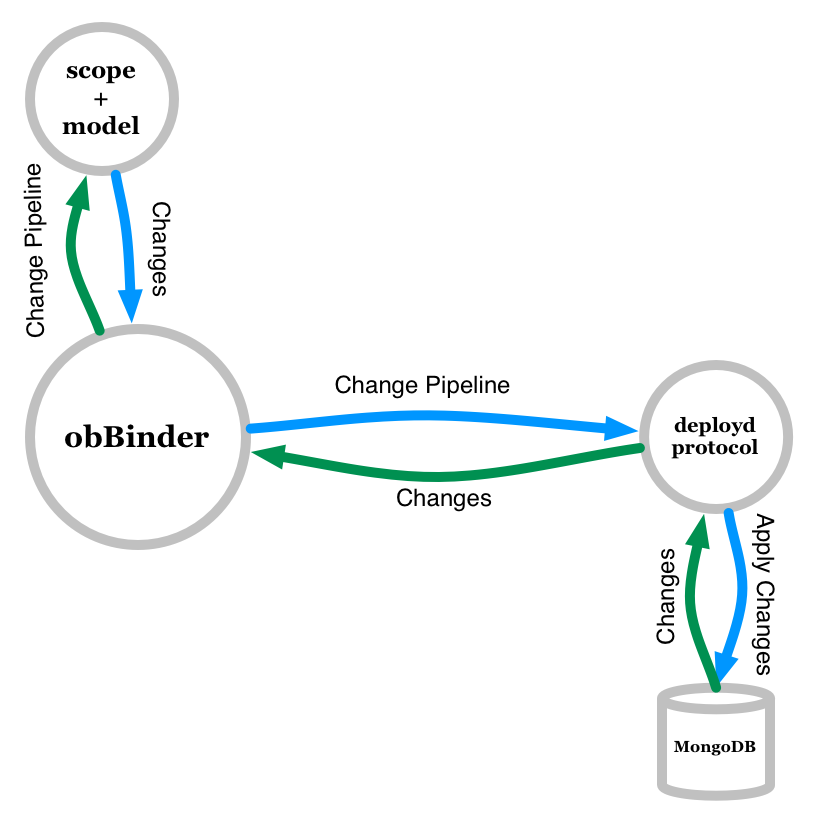 scope
+
model
Change Pipeline
Changes
obBinder
Change Pipeline
Changes
deployd
protocol
Changes
Apply Changes
MongoDB